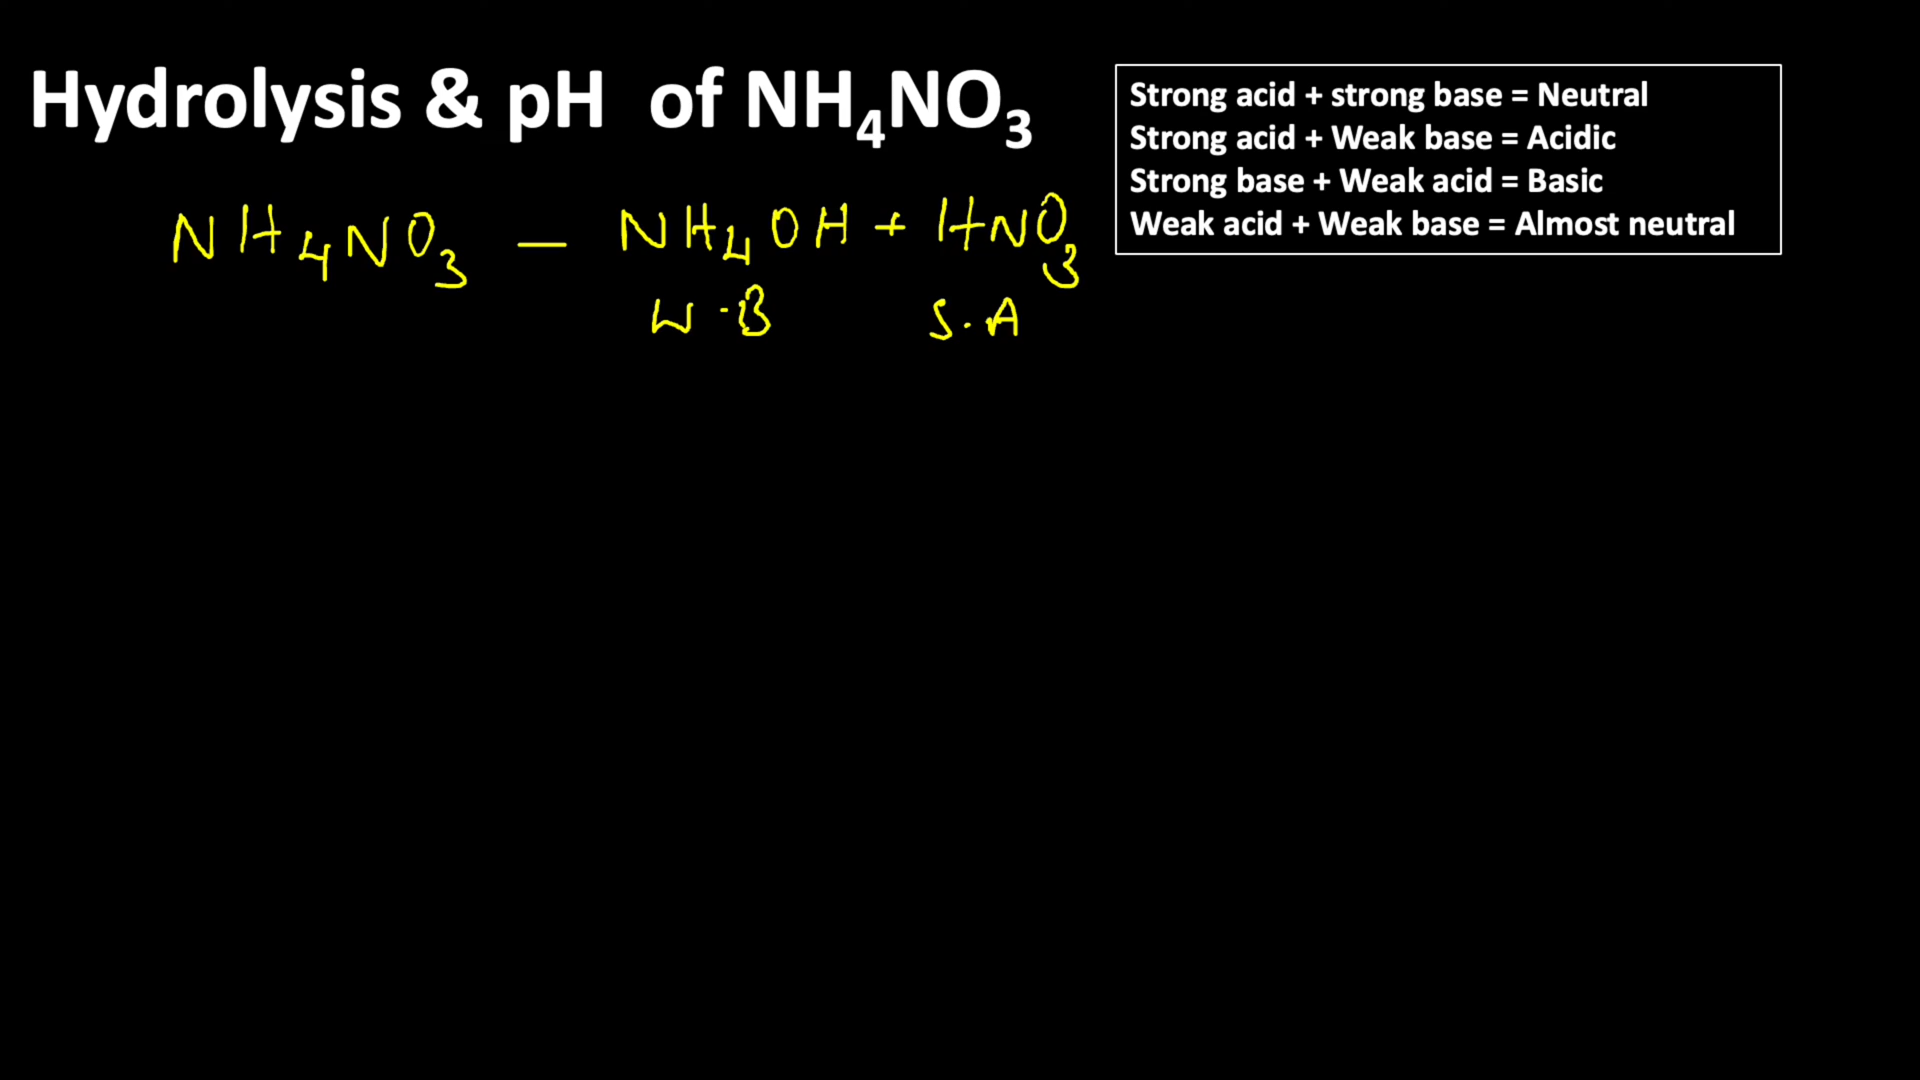 Hydrolysis & pH of NH₄NO₃
Strong acid + strong base = Neutral
Strong acid + Weak base = Acidic
Strong base + Weak acid = Basic
Weak acid + Weak base = Almost neutral
NH₄NO₃ — NH₄OH + HNO₃
W.B S.A